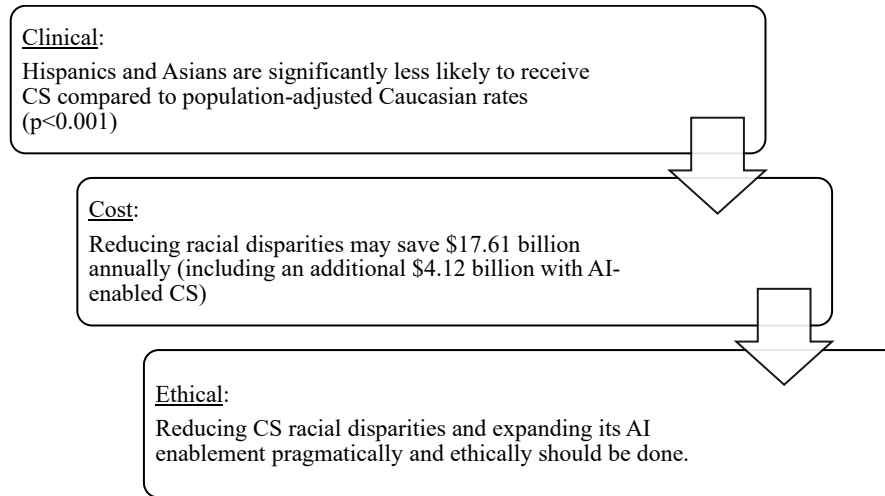 Clinical:
Hispanics and Asians are significantly less likely to receive
CS compared to population-adjusted Caucasian rates
(p<0.001)
Cost:
Reducing racial disparities may save $17.61 billion
annually (including an additional $4.12 billion with AI-
enabled CS)
Ethical:
Reducing CS racial disparities and expanding its AI
enablement pragmatically and ethically should be done.